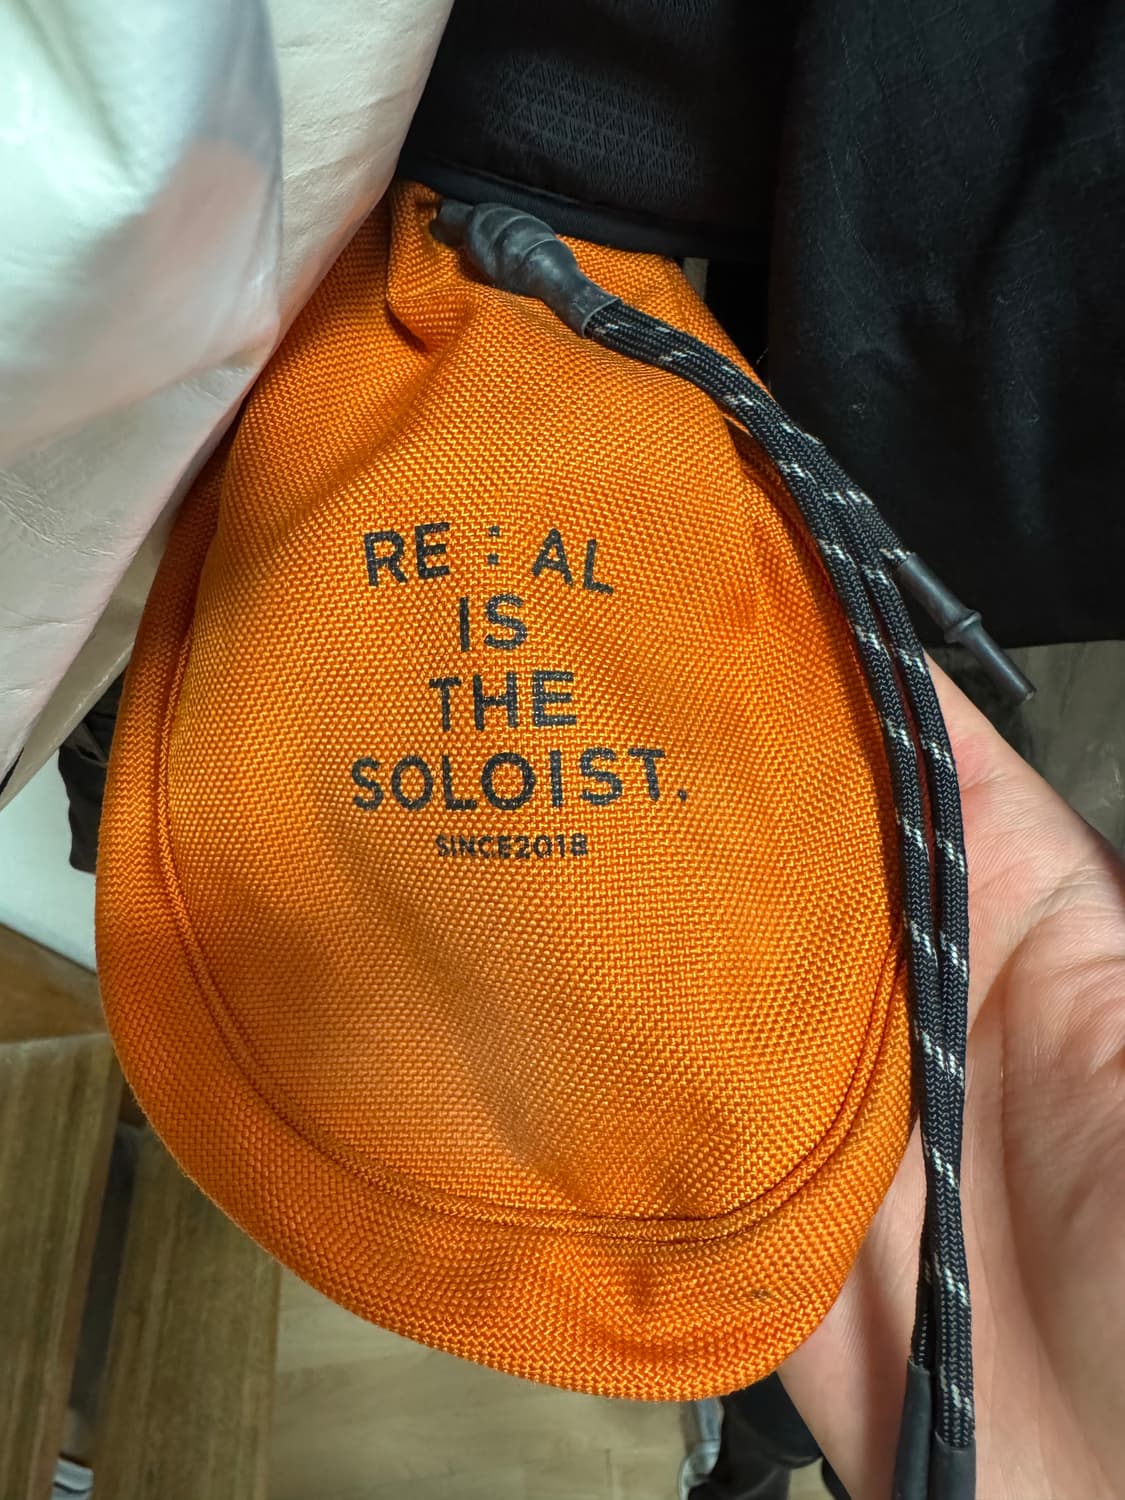 RE : AL
IS
THE
SOLOIST.
SINCE2018